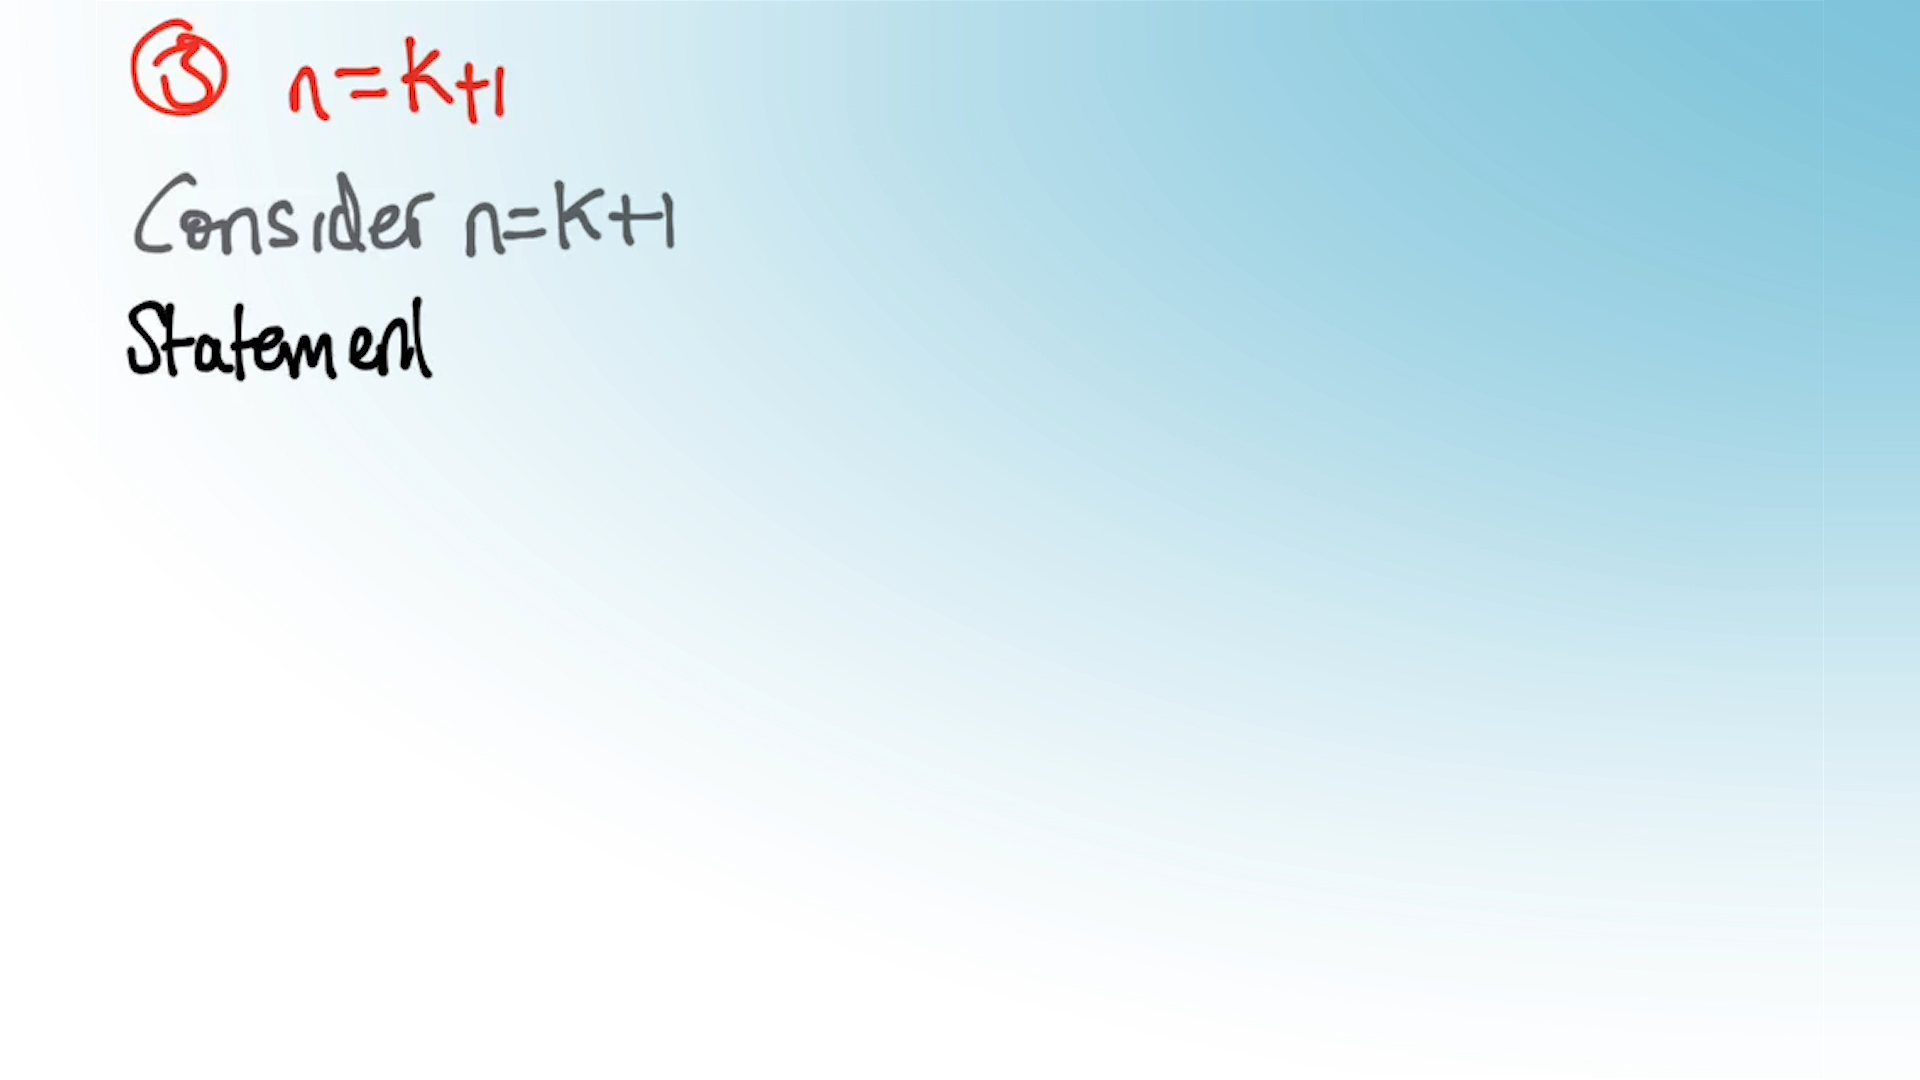 ③ n=k+1
Consider n=k+1
Statement